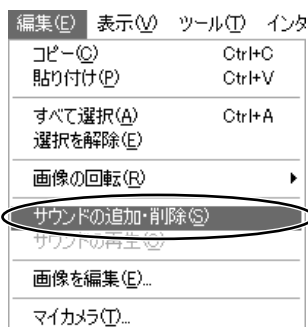 編集(E) 表示(V) ツール(T) インタ
コピー(C) Ctrl+C
貼り付け(P) Ctrl+V
すべて選択(A) Ctrl+A
選択を解除(E)
画像の回転(R)
サウンドの追加・削除(S)
サウンドの再生(O)
画像を編集(E)...
マイカメラ(T)...